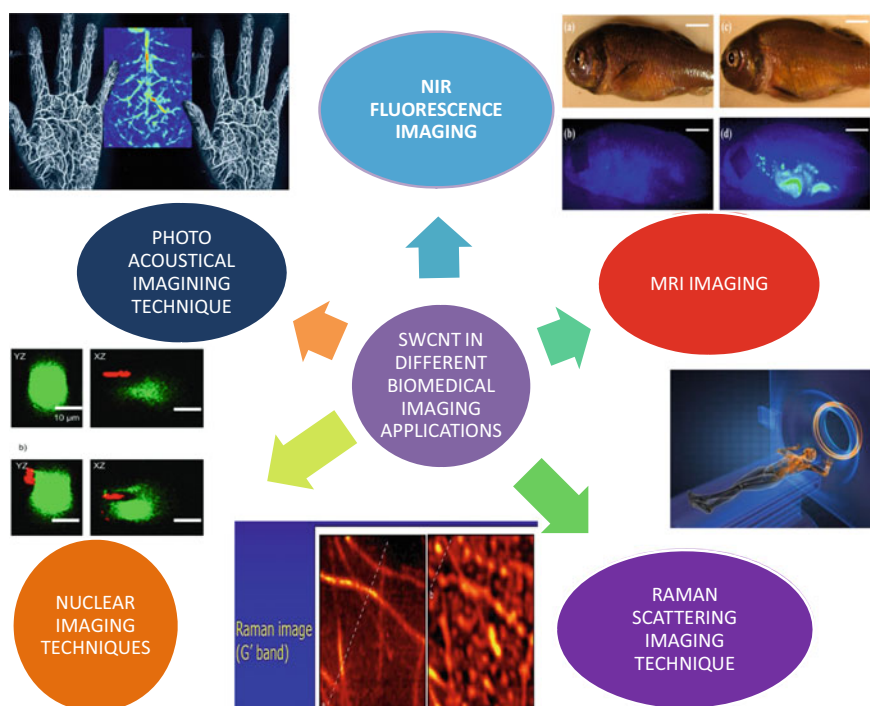 NIR
FLUORESCENCE
IMAGING
(a)
(c)
(b)
(d)
PHOTO
ACOUSTICAL
IMAGINING
TECHNIQUE
MRI IMAGING
SWCNT IN
DIFFERENT
BIOMEDICAL
IMAGING
APPLICATIONS
YZ
XZ
10 μm
b)
YZ
XZ
NUCLEAR
IMAGING
TECHNIQUES
Raman image
(G' band)
RAMAN
SCATTERING
IMAGING
TECHNIQUE